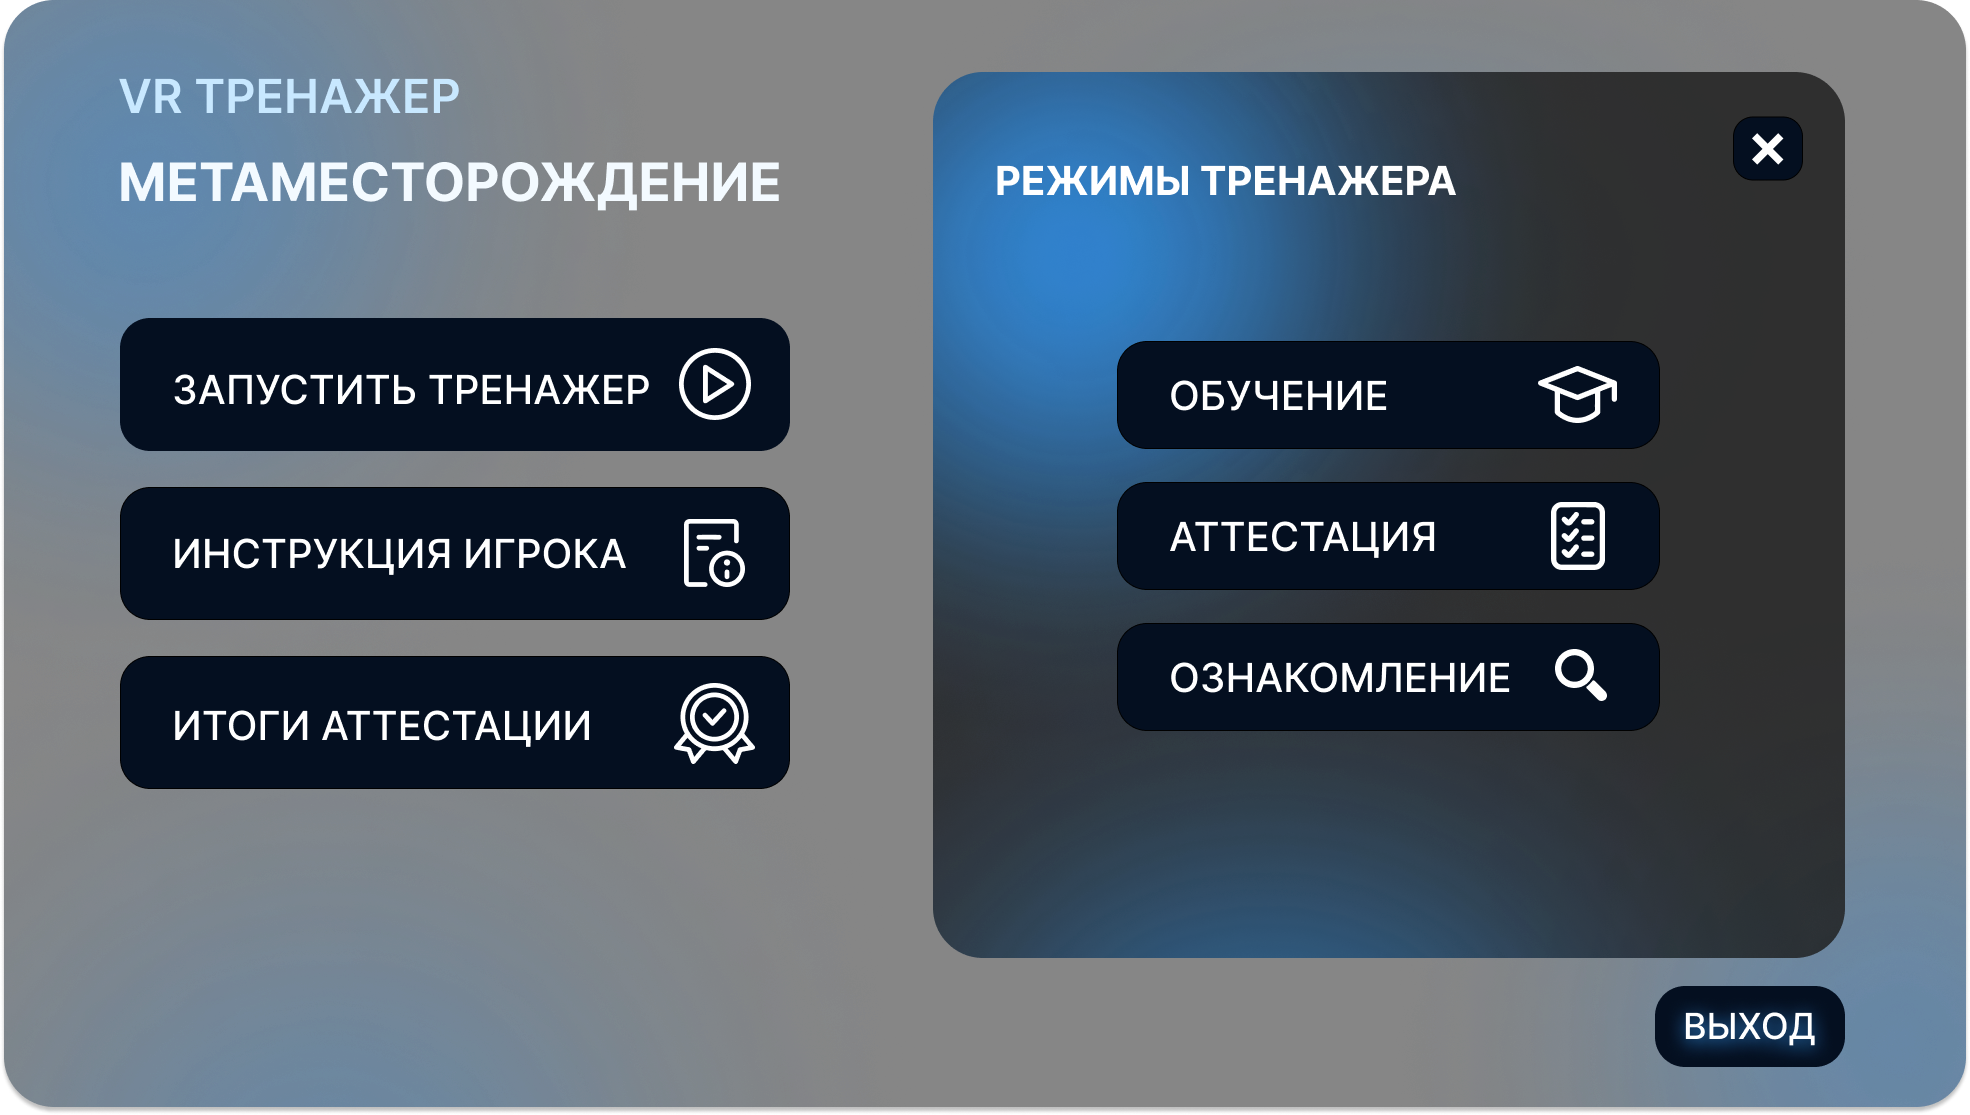 VR ТРЕНАЖЕР
МЕТАМЕСТОРОЖДЕНИЕ
ЗАПУСТИТЬ ТРЕНАЖЕР
ИНСТРУКЦИЯ ИГРОКА
ИТОГИ АТТЕСТАЦИИ
РЕЖИМЫ ТРЕНАЖЕРА
ОБУЧЕНИЕ
АТТЕСТАЦИЯ
ОЗНАКОМЛЕНИЕ
ВЫХОД